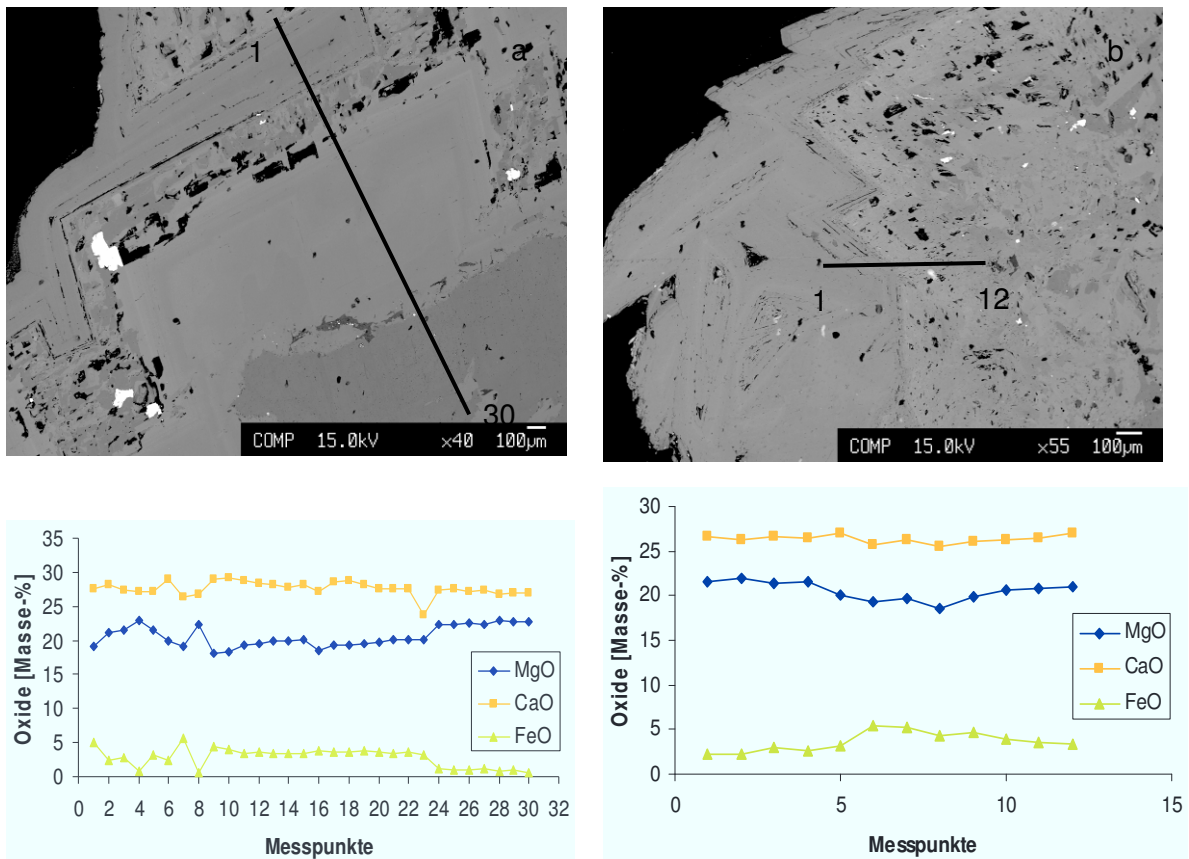 1
a
30
COMP 15.0kV ×40 100µm
b
1
12
COMP 15.0kV ×55 100µm
Oxide [Masse-%]
35
30
25
20
15
10
5
0
0 2 4 6 8 10 12 14 16 18 20 22 24 26 28 30 32
Messpunkte
MgO
CaO
FeO
Oxide [Masse-%]
30
25
20
15
10
5
0
0 5 10 15
Messpunkte
MgO
CaO
FeO